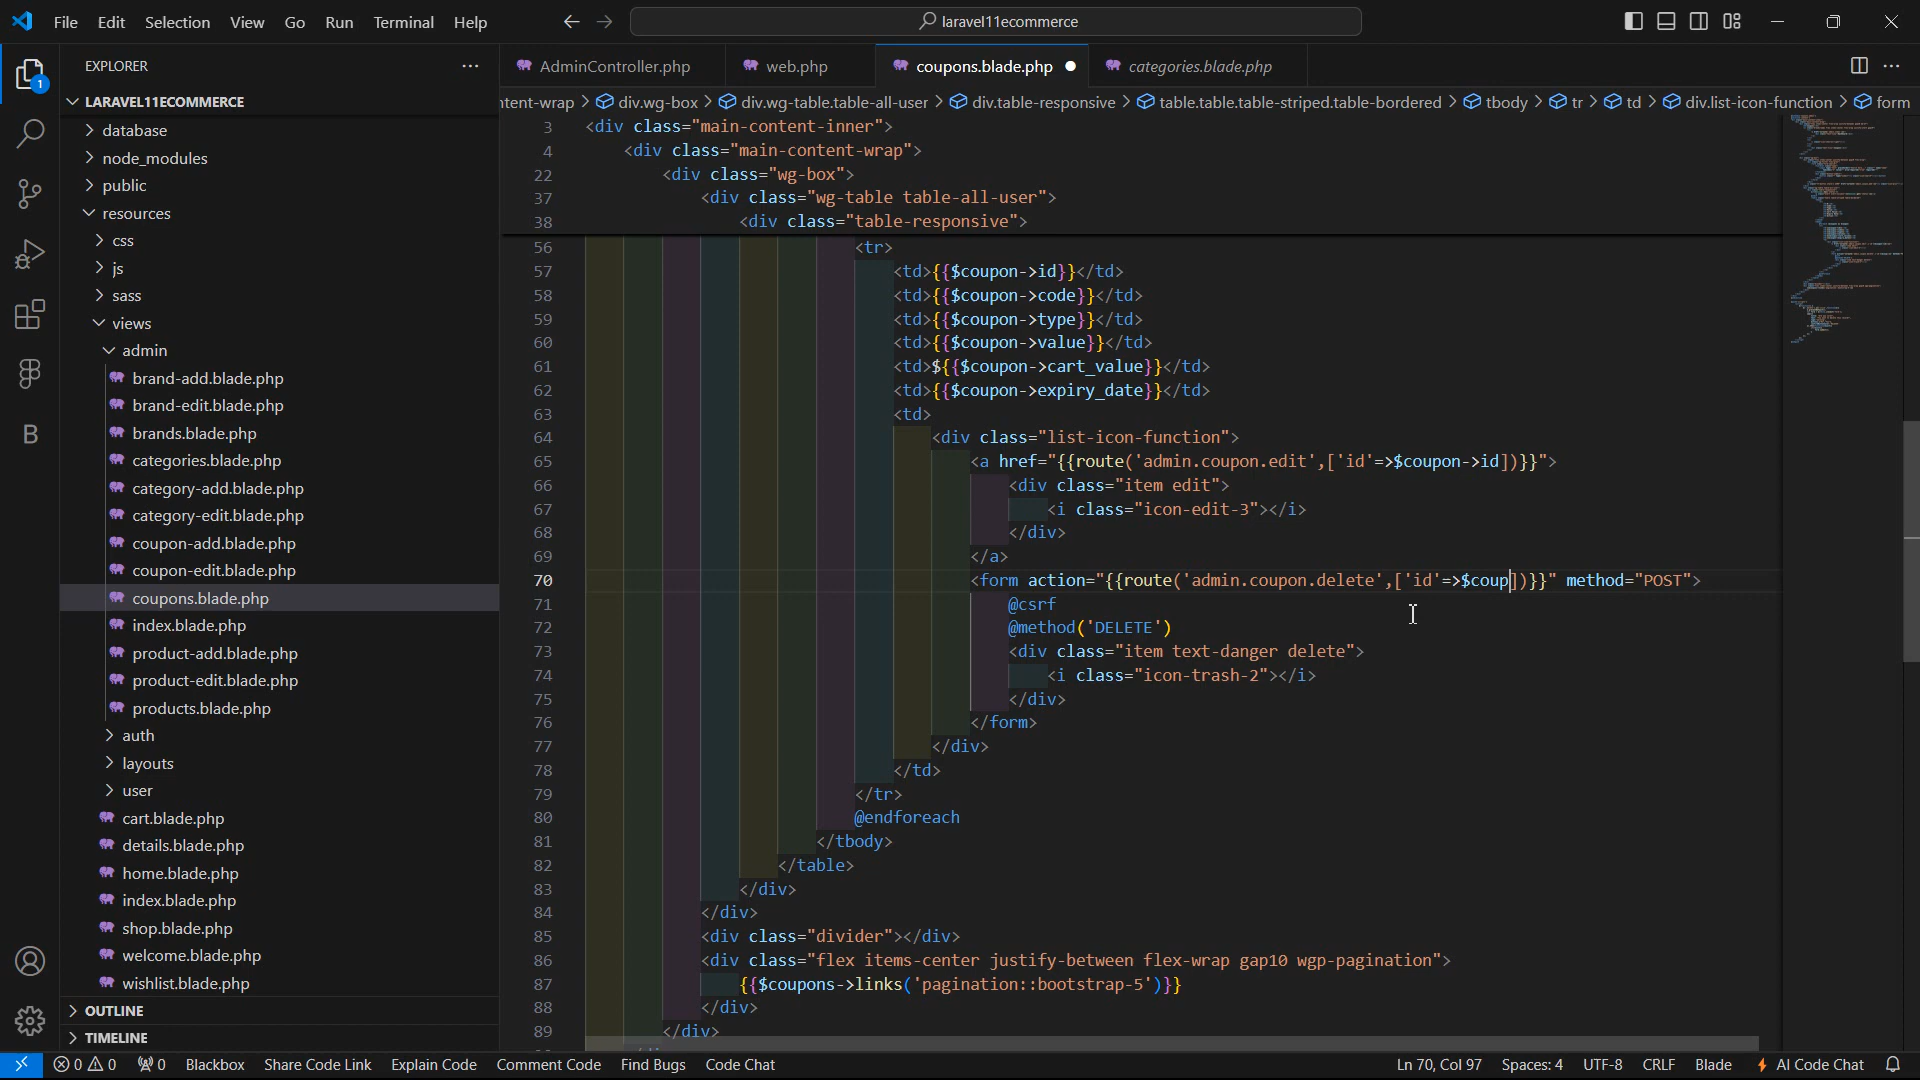 File Edit Selection View Go Run Terminal Help
laravel11ecommerce
EXPLORER
LARAVEL11ECOMMERCE
database
node_modules
public
resources
css
js
sass
views
admin
brand-add.blade.php
brand-edit.blade.php
brands.blade.php
categories.blade.php
category-add.blade.php
category-edit.blade.php
coupon-add.blade.php
coupon-edit.blade.php
coupons.blade.php
index.blade.php
product-add.blade.php
product-edit.blade.php
products.blade.php
auth
layouts
user
cart.blade.php
details.blade.php
home.blade.php
index.blade.php
shop.blade.php
welcome.blade.php
wishlist.blade.php
OUTLINE
TIMELINE
1
B
AdminController.php web.php coupons.blade.php categories.blade.php
ntent-wrap > div.wg-box > div.wg-table.table-all-user > div.table-responsive > table.table.table-striped.table-bordered > tbody > tr > td > div.list-icon-function > form
3 <div class="main-content-inner">
4 <div class="main-content-wrap">
22 <div class="wg-box">
37 <div class="wg-table table-all-user">
38 <div class="table-responsive">
56 <tr>
57 <td>{{$coupon->id}}</td>
58 <td>{{$coupon->code}}</td>
59 <td>{{$coupon->type}}</td>
60 <td>{{$coupon->value}}</td>
61 <td>${{$coupon->cart_value}}</td>
62 <td>{{$coupon->expiry_date}}</td>
63 <td>
64 <div class="list-icon-function">
65 <a href="{{route('admin.coupon.edit',['id'=>$coupon->id])}}">
66 <div class="item edit">
67 <i class="icon-edit-3"></i>
68 </div>
69 </a>
70 <form action="{{route('admin.coupon.delete',['id'=>$coup])}}" method="POST">
71 @csrf
72 @method('DELETE')
73 <div class="item text-danger delete">
74 <i class="icon-trash-2"></i>
75 </div>
76 </form>
77 </div>
78 </td>
79 </tr>
80 @endforeach
81 </tbody>
82 </table>
83 </div>
84 </div>
85 <div class="divider"></div>
86 <div class="flex items-center justify-between flex-wrap gap10 wgp-pagination">
87 {{$coupons->links('pagination::bootstrap-5')}}
88 </div>
89 </div>
0 0 0 Blackbox Share Code Link Explain Code Comment Code Find Bugs Code Chat Ln 70, Col 97 Spaces: 4 UTF-8 CRLF Blade AI Code Chat